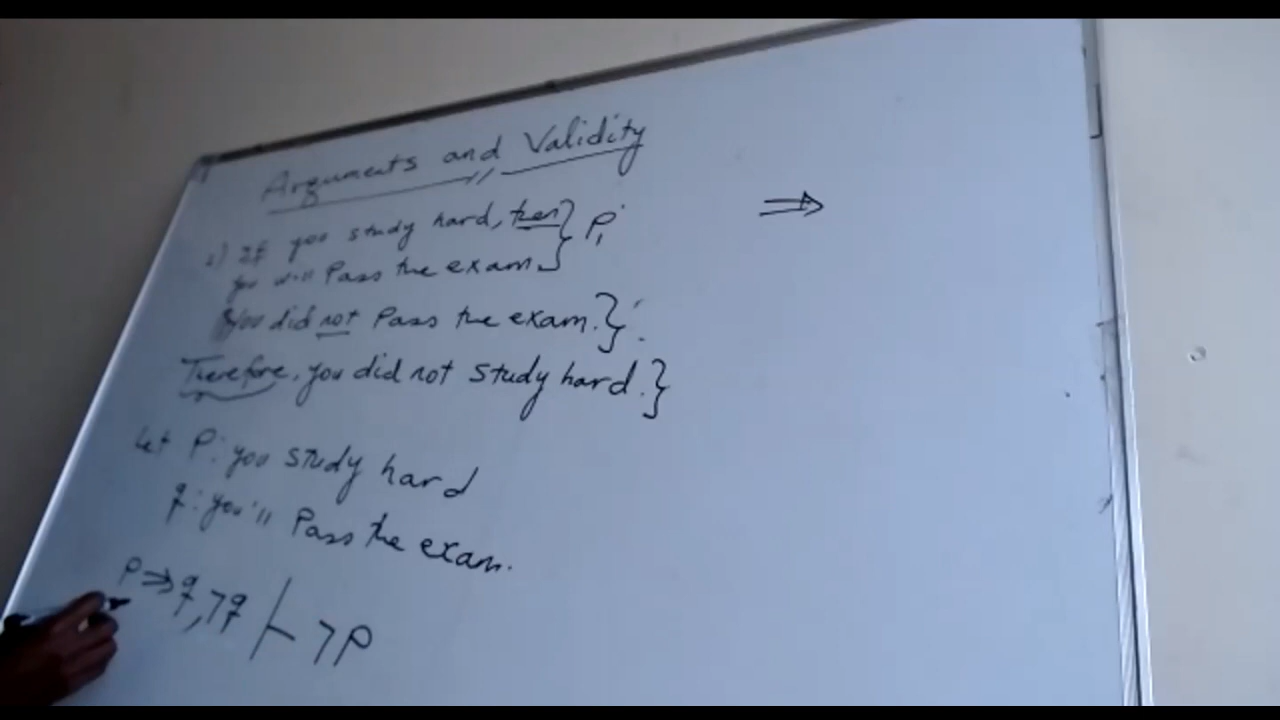 Arguments and Validity
1) If you study hard, then } P1
you will Pass the exam.
You did not Pass the exam. }
Therefore, you did not study hard. }
⇒
Let P: you study hard
q: you'll Pass the exam.
P ⇒ q, ¬q ⊢ ¬P